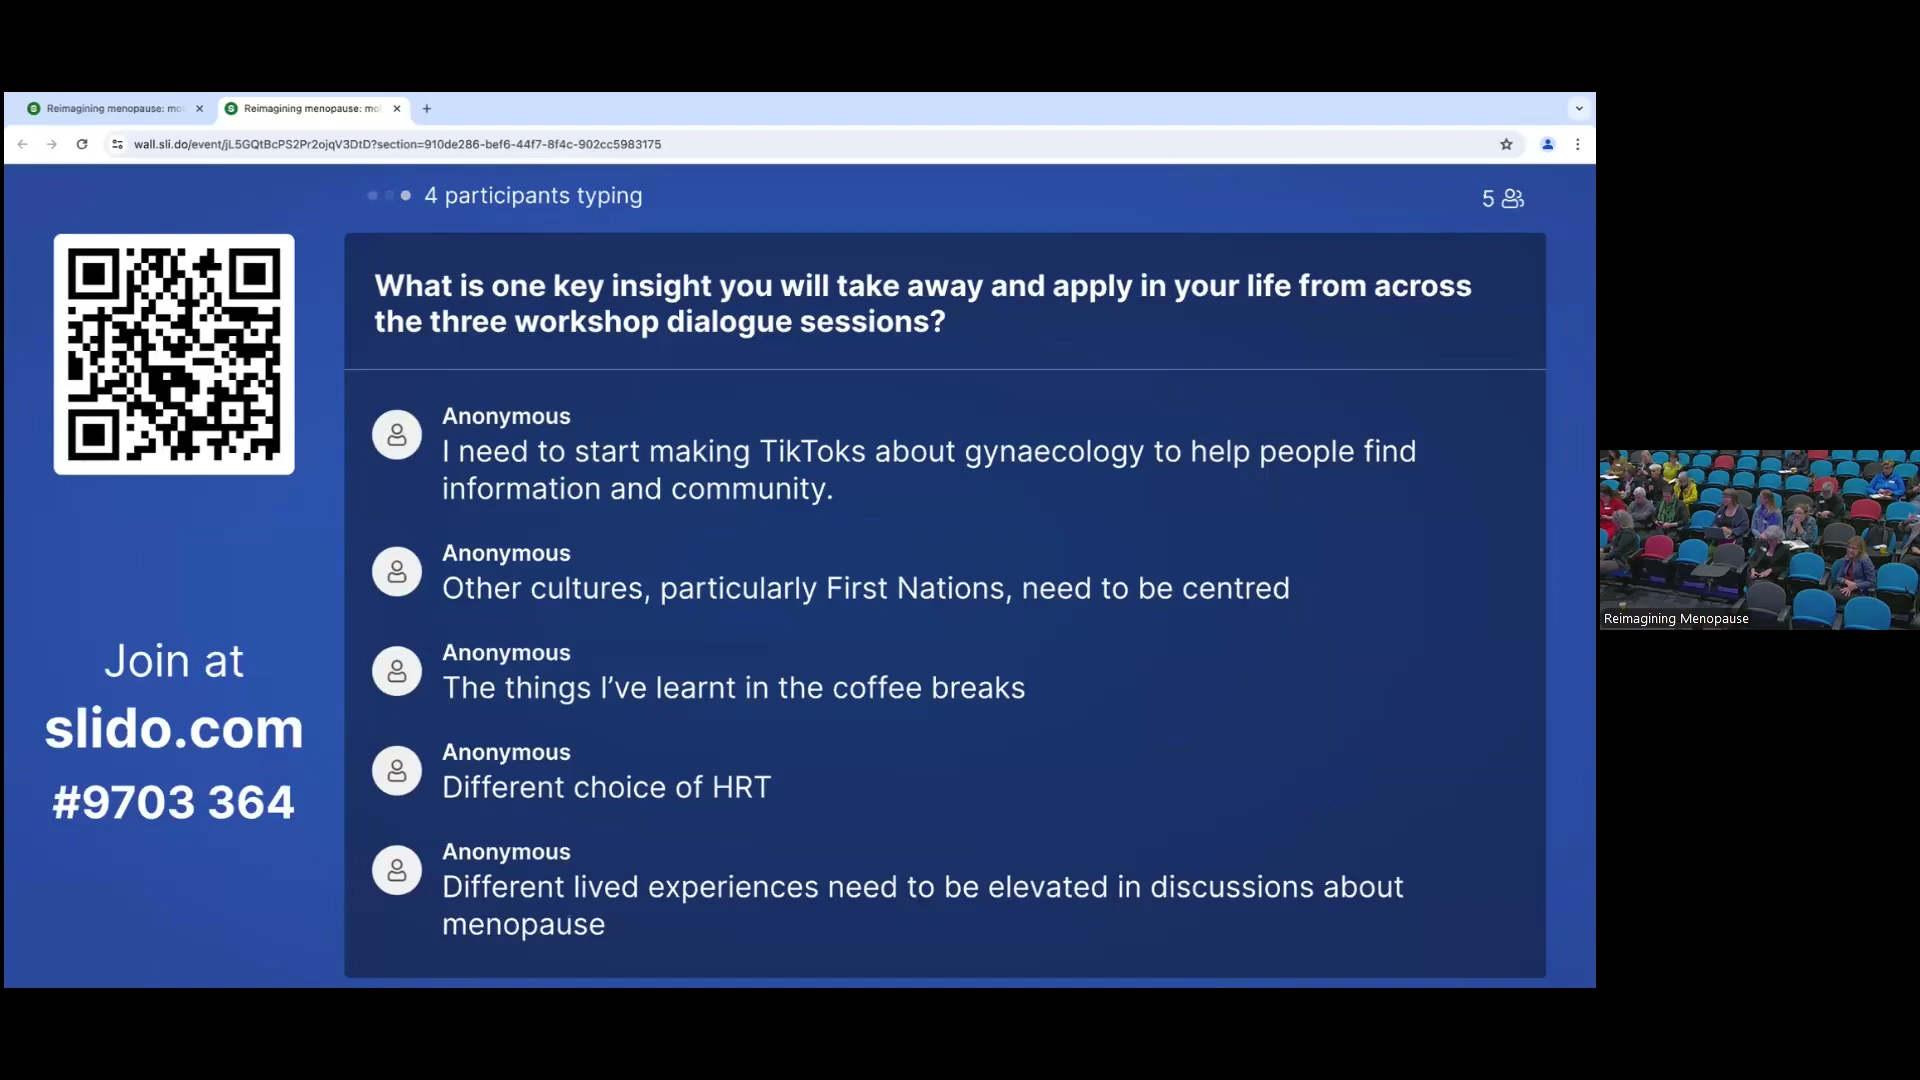 Reimagining menopause: mo
Reimagining menopause: mo
wall.sli.do/event/jL5GQtBcPS2Pr2ojqV3DtD?section=910de286-bef6-44f7-8f4c-902cc5983175
4 participants typing
5
What is one key insight you will take away and apply in your life from across
the three workshop dialogue sessions?
Anonymous
I need to start making TikToks about gynaecology to help people find
information and community.
Anonymous
Other cultures, particularly First Nations, need to be centred
Anonymous
The things I’ve learnt in the coffee breaks
Anonymous
Different choice of HRT
Anonymous
Different lived experiences need to be elevated in discussions about
menopause
Join at
slido.com
#9703 364
Reimagining Menopause